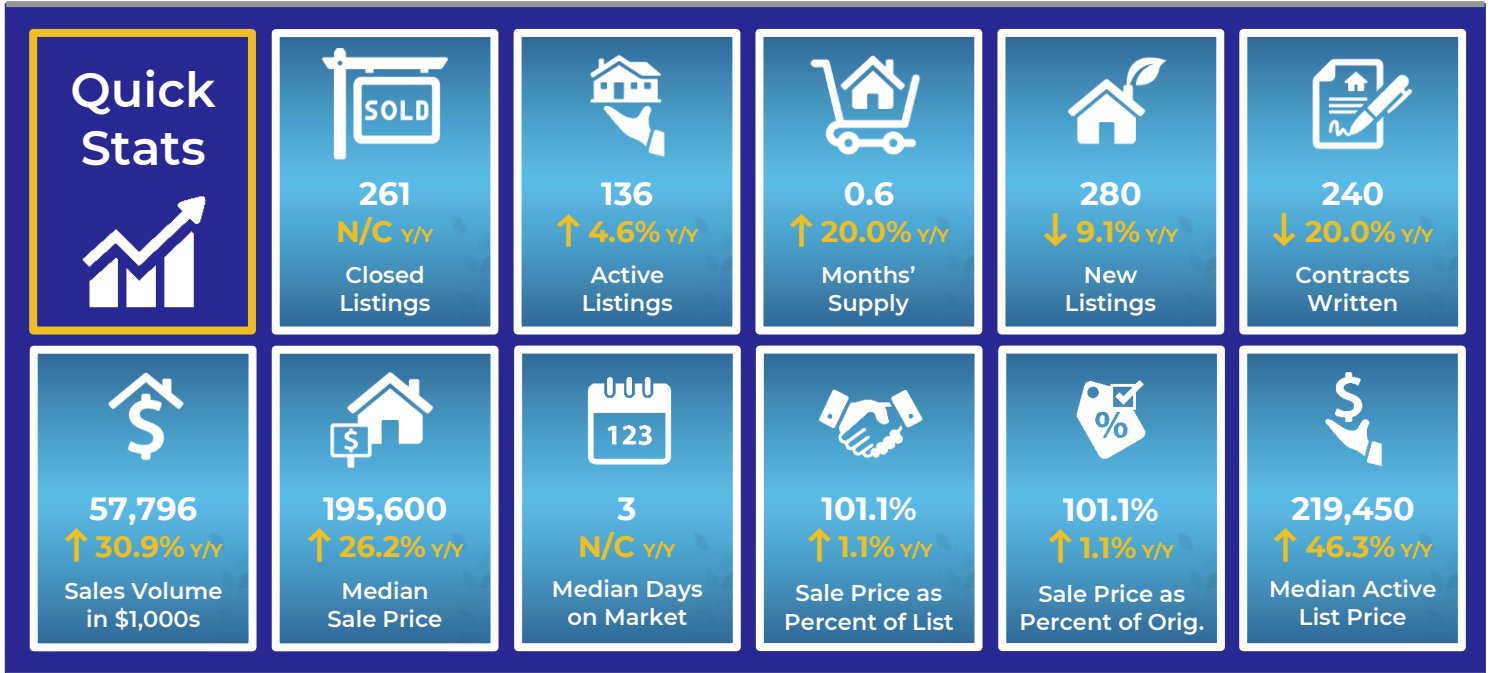 Quick
Stats
SOLD
261
N/C Y/Y
Closed
Listings
136
↑ 4.6% Y/Y
Active
Listings
0.6
↑ 20.0% Y/Y
Months’
Supply
280
↓ 9.1% Y/Y
New
Listings
240
↓ 20.0% Y/Y
Contracts
Written
$
57,796
↑ 30.9% Y/Y
Sales Volume
in $1,000s
$
195,600
↑ 26.2% Y/Y
Median
Sale Price
123
3
N/C Y/Y
Median Days
on Market
101.1%
↑ 1.1% Y/Y
Sale Price as
Percent of List
%
101.1%
↑ 1.1% Y/Y
Sale Price as
Percent of Orig.
$
219,450
↑ 46.3% Y/Y
Median Active
List Price